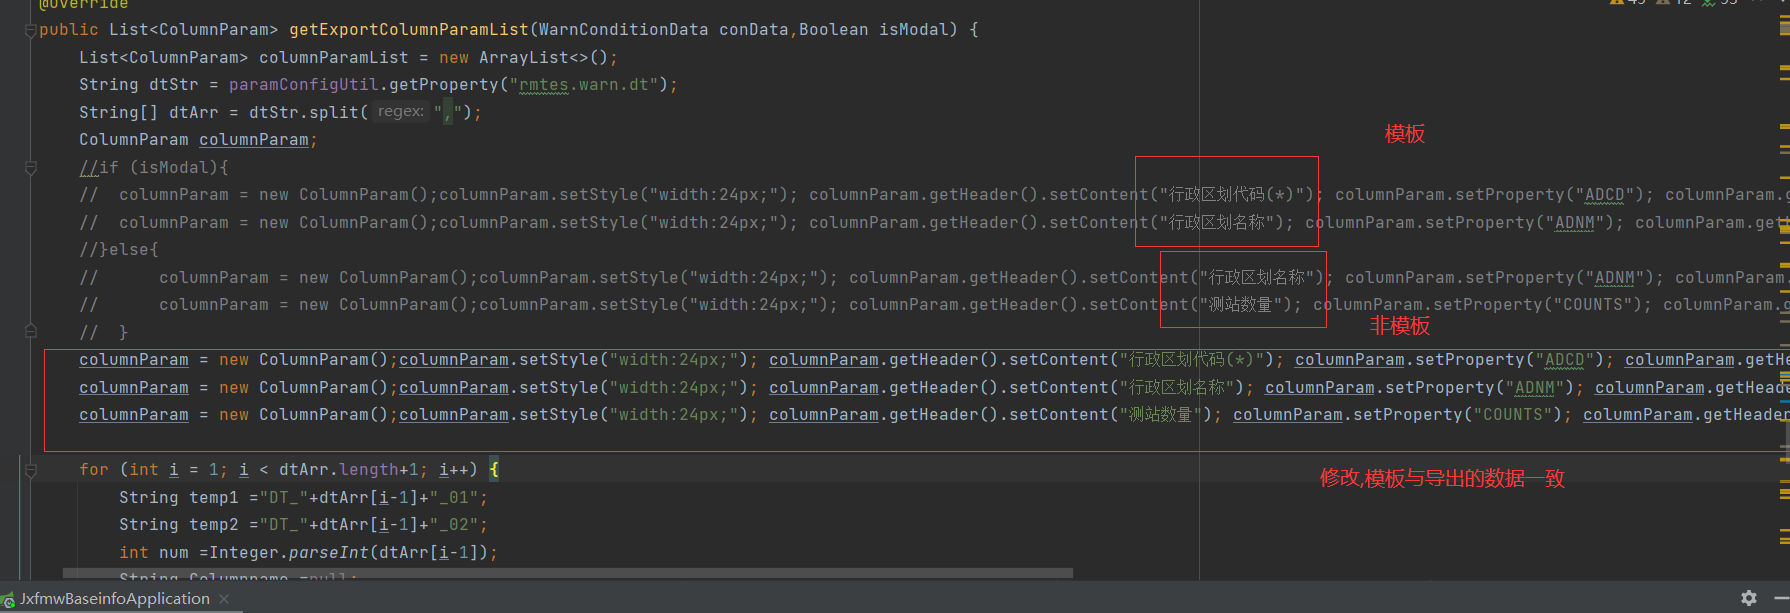 @Override
public List<ColumnParam> getExportColumnParamList(WarnConditionData conData,Boolean isModal) {
List<ColumnParam> columnParamList = new ArrayList<>();
String dtStr = paramConfigUtil.getProperty("rmtes.warn.dt");
String[] dtArr = dtStr.split( regex: ",");
ColumnParam columnParam;
模板
//if (isModal){
//  columnParam = new ColumnParam();columnParam.setStyle("width:24px;"); columnParam.getHeader().setContent("行政区划代码(*)"); columnParam.setProperty("ADCD"); columnParam.g
//  columnParam = new ColumnParam();columnParam.setStyle("width:24px;"); columnParam.getHeader().setContent("行政区划名称"); columnParam.setProperty("ADNM"); columnParam.get
//}else{
//      columnParam = new ColumnParam();columnParam.setStyle("width:24px;"); columnParam.getHeader().setContent("行政区划名称"); columnParam.setProperty("ADNM"); columnParam.
//      columnParam = new ColumnParam();columnParam.setStyle("width:24px;"); columnParam.getHeader().setContent("测站数量"); columnParam.setProperty("COUNTS"); columnParam.g
非模板
//  }
columnParam = new ColumnParam();columnParam.setStyle("width:24px;"); columnParam.getHeader().setContent("行政区划代码(*)"); columnParam.setProperty("ADCD"); columnParam.getHe
columnParam = new ColumnParam();columnParam.setStyle("width:24px;"); columnParam.getHeader().setContent("行政区划名称"); columnParam.setProperty("ADNM"); columnParam.getHeade
columnParam = new ColumnParam();columnParam.setStyle("width:24px;"); columnParam.getHeader().setContent("测站数量"); columnParam.setProperty("COUNTS"); columnParam.getHeader
for (int i = 1; i < dtArr.length+1; i++) {
修改,模板与导出的数据一致
String temp1 ="DT_"+dtArr[i-1]+"_01";
String temp2 ="DT_"+dtArr[i-1]+"_02";
int num =Integer.parseInt(dtArr[i-1]);
String Columnname =null;
JxfmwBaseinfoApplication